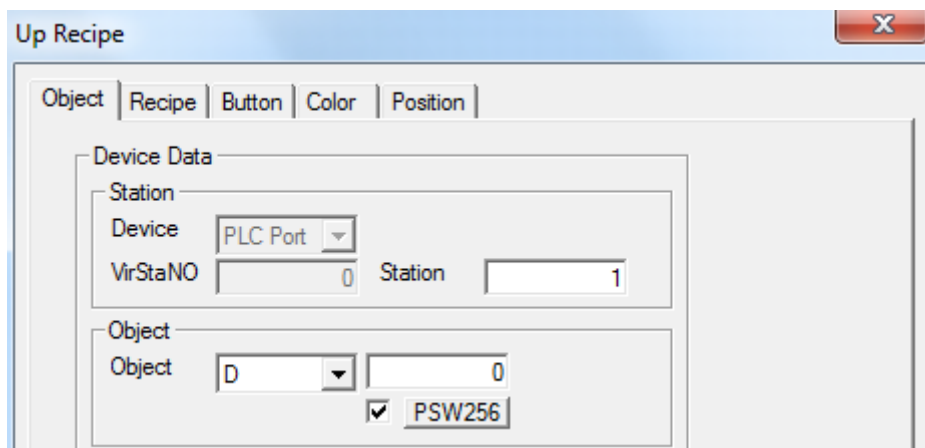 Up Recipe
Object Recipe Button Color Position
Device Data
Station
Device PLC Port
VirStaNO 0 Station 1
Object
Object D 0
PSW256